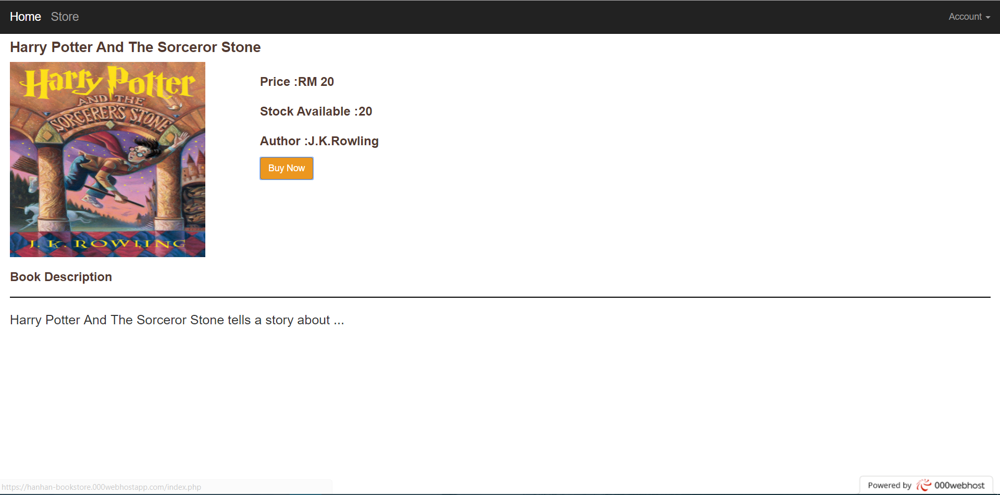 Home Store Account
Harry Potter And The Sorceror Stone
Harry Potter
AND THE
SORCERER'S STONE
J. K. ROWLING
Price :RM 20
Stock Available :20
Author :J.K.Rowling
Buy Now
Book Description
Harry Potter And The Sorceror Stone tells a story about ...
https://hanhan-bookstore.000webhostapp.com/index.php
Powered by 000webhost